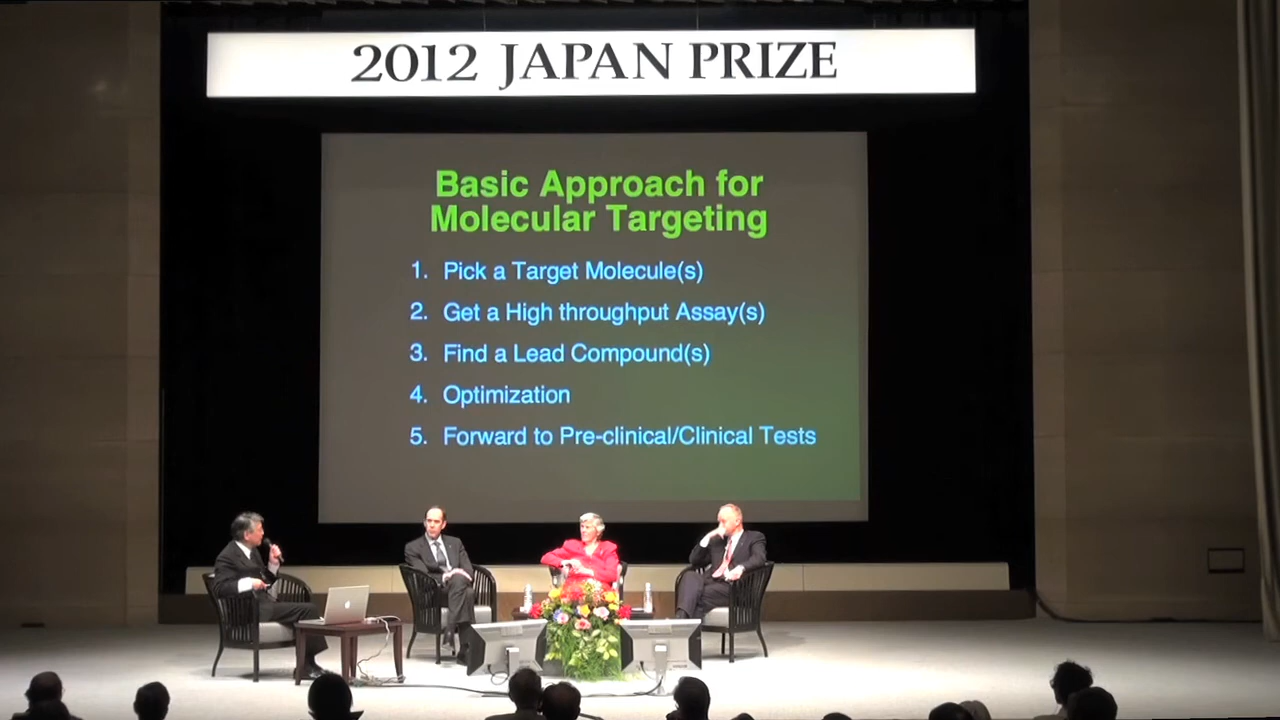 2012 JAPAN PRIZE
Basic Approach for
Molecular Targeting
1. Pick a Target Molecule(s)
2. Get a High throughput Assay(s)
3. Find a Lead Compound(s)
4. Optimization
5. Forward to Pre-clinical/Clinical Tests